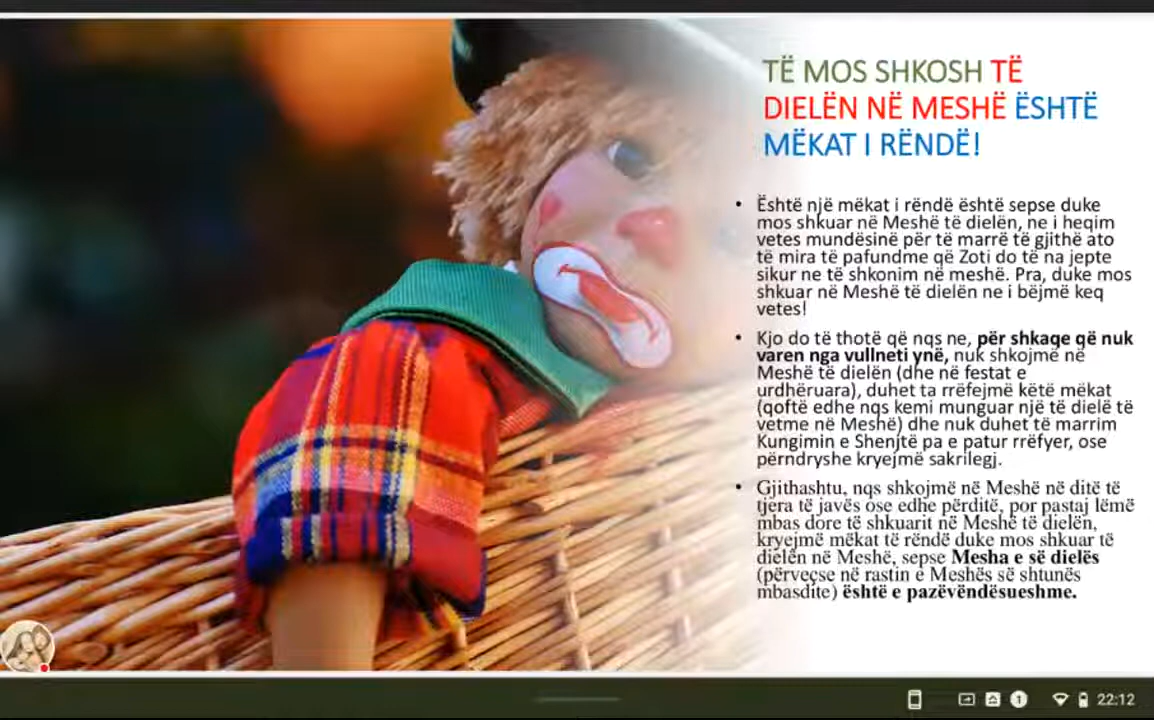 TË MOS SHKOSH TË
DIELËN NË MESHË ËSHTË
MËKAT I RËNDË!
• Është një mëkat i rëndë është sepse duke
mos shkuar në Meshë të dielën, ne i heqim
vetes mundësinë për të marrë të gjithë ato
të mira të pafundme që Zoti do të na jepte
sikur ne të shkonim në meshë. Pra, duke mos
shkuar në Meshë të dielën ne i bëjmë keq
vetes!
• Kjo do të thotë që nqs ne, për shkaqe që nuk
varen nga vullneti ynë, nuk shkojmë në
Meshë të dielën (dhe në festat e
urdhëruara), duhet ta rrëfejmë këtë mëkat
(qoftë edhe nqs kemi munguar një të dielë të
vetme në Meshë) dhe nuk duhet të marrim
Kungimin e Shenjtë pa e patur rrëfyer, ose
përndryshe kryejmë sakrilegj.
• Gjithashtu, nqs shkojmë në Meshë në ditë të
tjera të javës ose edhe përditë, por pastaj lëmë
mbas dore të shkuarit në Meshë të dielën,
kryejmë mëkat të rëndë duke mos shkuar të
dielën në Meshë, sepse Mesha e së dielës
(përveçse në rastin e Meshës së shtunës
mbasdite) është e pazëvëndësueshme.
1 22:12